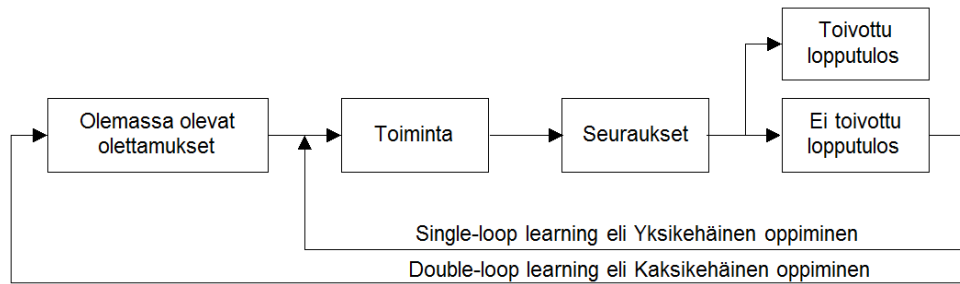 Toivottu
lopputulos
Olemassa olevat
olettamukset
Toiminta
Seuraukset
Ei toivottu
lopputulos
Single-loop learning eli Yksikehäinen oppiminen
Double-loop learning eli Kaksikehäinen oppiminen